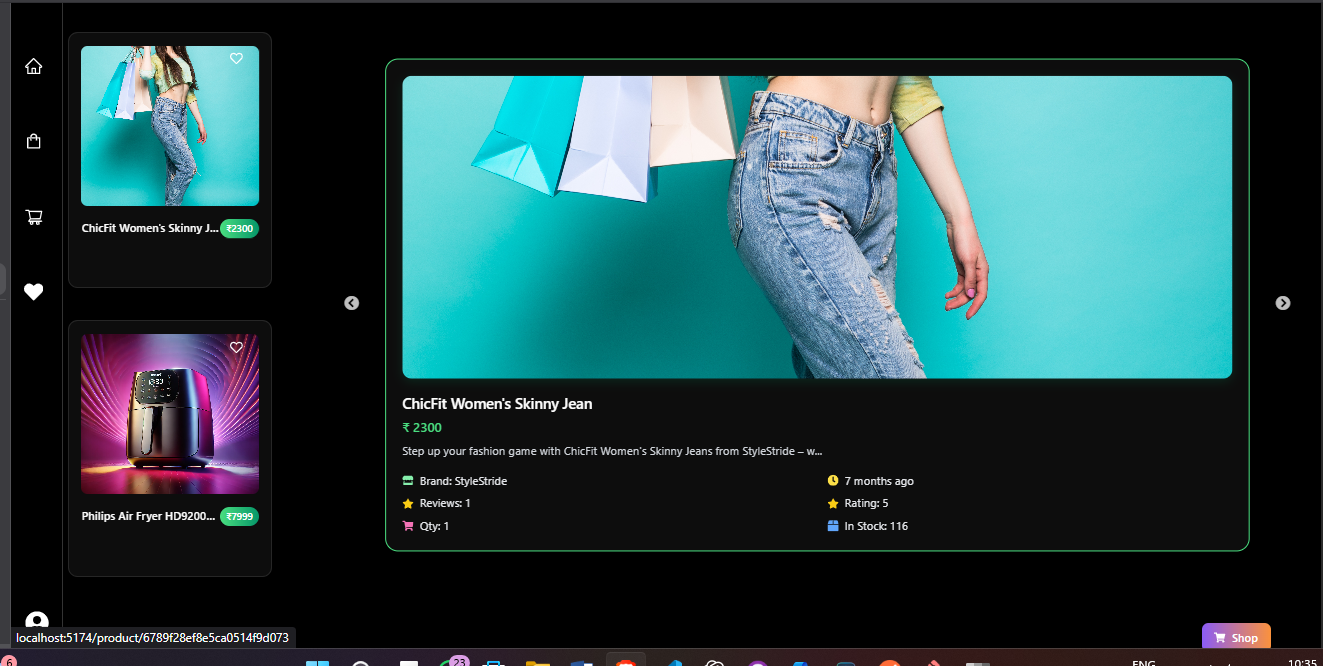 ChicFit Women's Skinny J...
₹2300
Philips Air Fryer HD9200...
₹7999
ChicFit Women's Skinny Jean
₹ 2300
Step up your fashion game with ChicFit Women's Skinny Jeans from StyleStride – w...
Brand: StyleStride
7 months ago
Reviews: 1
Rating: 5
Qty: 1
In Stock: 116
Shop
localhost:5174/product/6789f28ef8e5ca0514f9d073
6
23
ENG
10:35